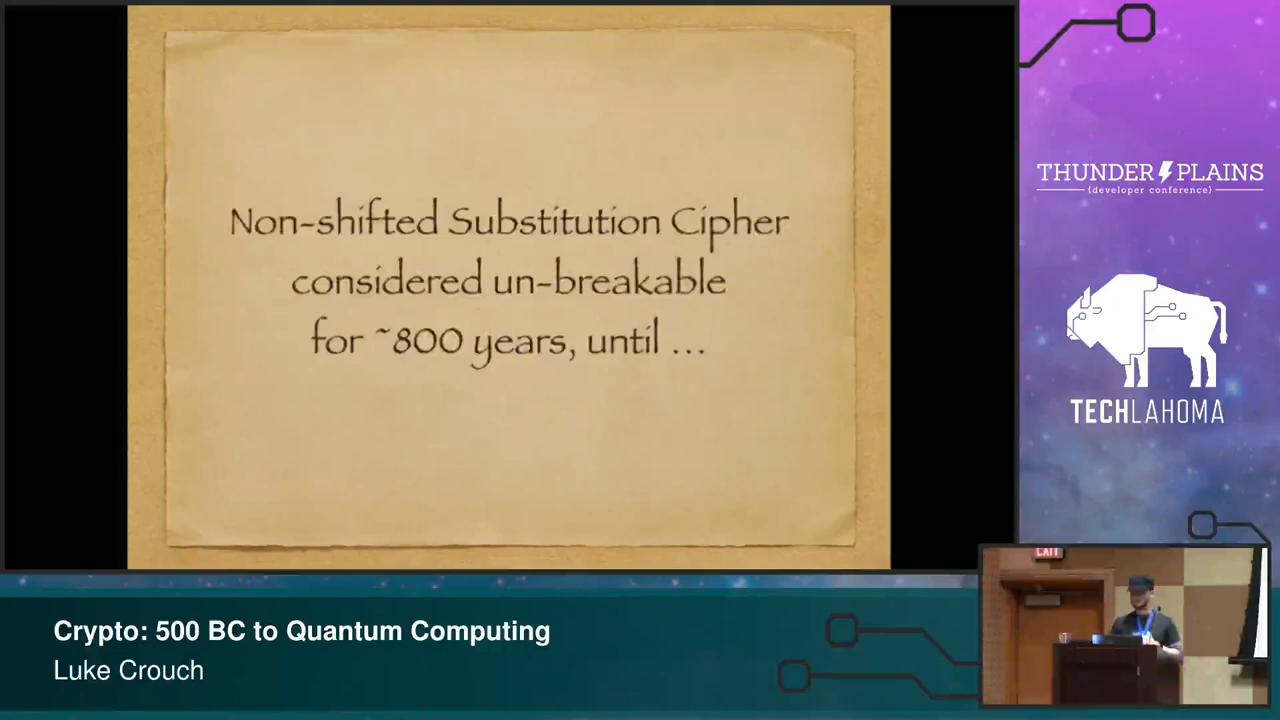 Non-shifted Substitution Cipher
considered un-breakable
for ~800 years, until ...
THUNDER PLAINS
{developer conference}
TECHLAHOMA
EXIT
Crypto: 500 BC to Quantum Computing
Luke Crouch